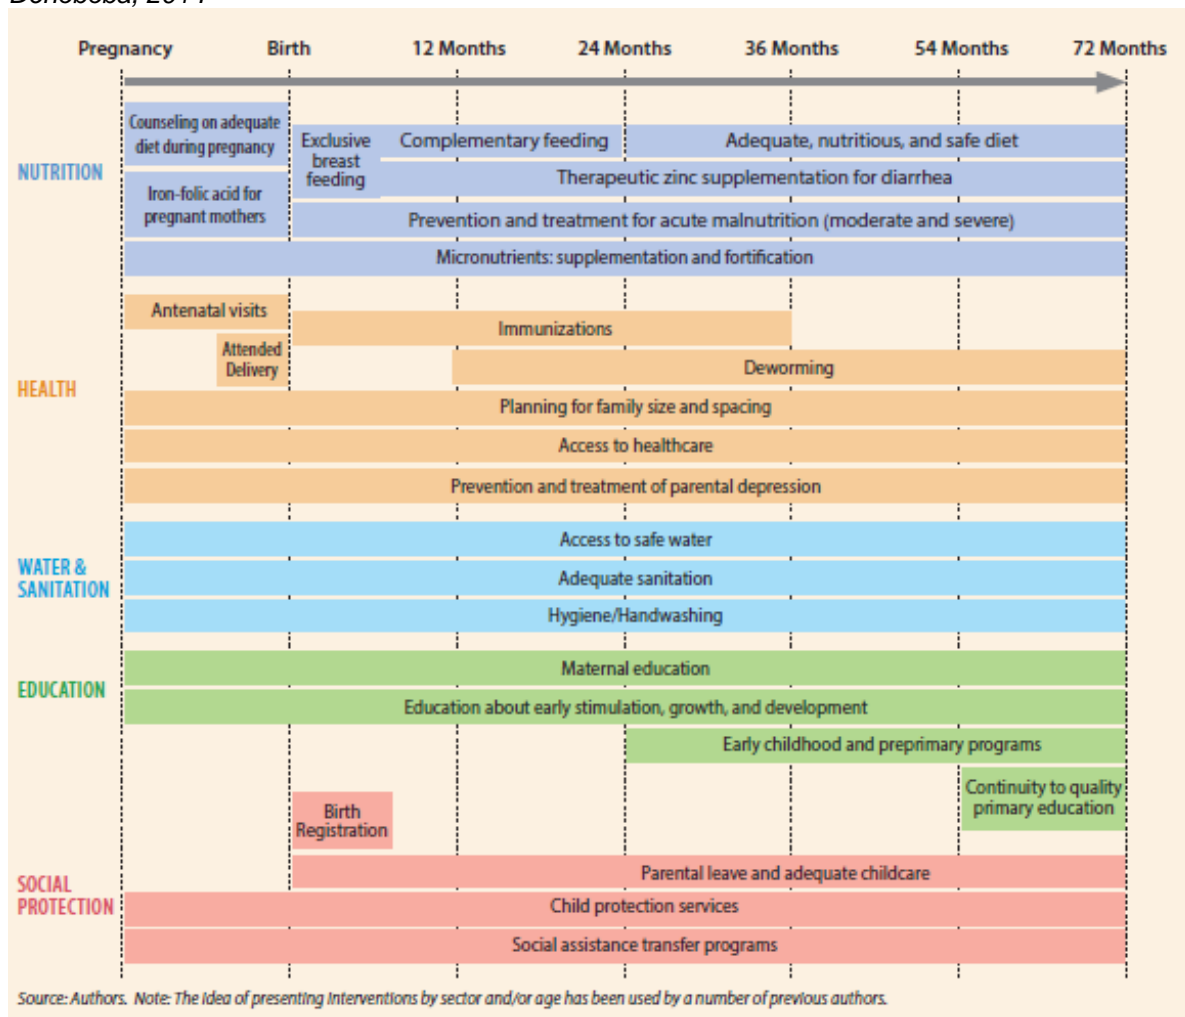 Pregnancy Birth 12 Months 24 Months 36 Months 54 Months 72 Months
NUTRITION
Counseling on adequate
diet during pregnancy
Iron-folic acid for
pregnant mothers
Exclusive
breast
feeding
Complementary feeding
Adequate, nutritious, and safe diet
Therapeutic zinc supplementation for diarrhea
Prevention and treatment for acute malnutrition (moderate and severe)
Micronutrients: supplementation and fortification
HEALTH
Antenatal visits
Immunizations
Attended
Delivery
Deworming
Planning for family size and spacing
Access to healthcare
Prevention and treatment of parental depression
WATER &
SANITATION
Access to safe water
Adequate sanitation
Hygiene/Handwashing
EDUCATION
Maternal education
Education about early stimulation, growth, and development
Early childhood and preprimary programs
Continuity to quality
primary education
SOCIAL
PROTECTION
Birth
Registration
Parental leave and adequate childcare
Child protection services
Social assistance transfer programs
Source: Authors. Note: The idea of presenting interventions by sector and/or age has been used by a number of previous authors.